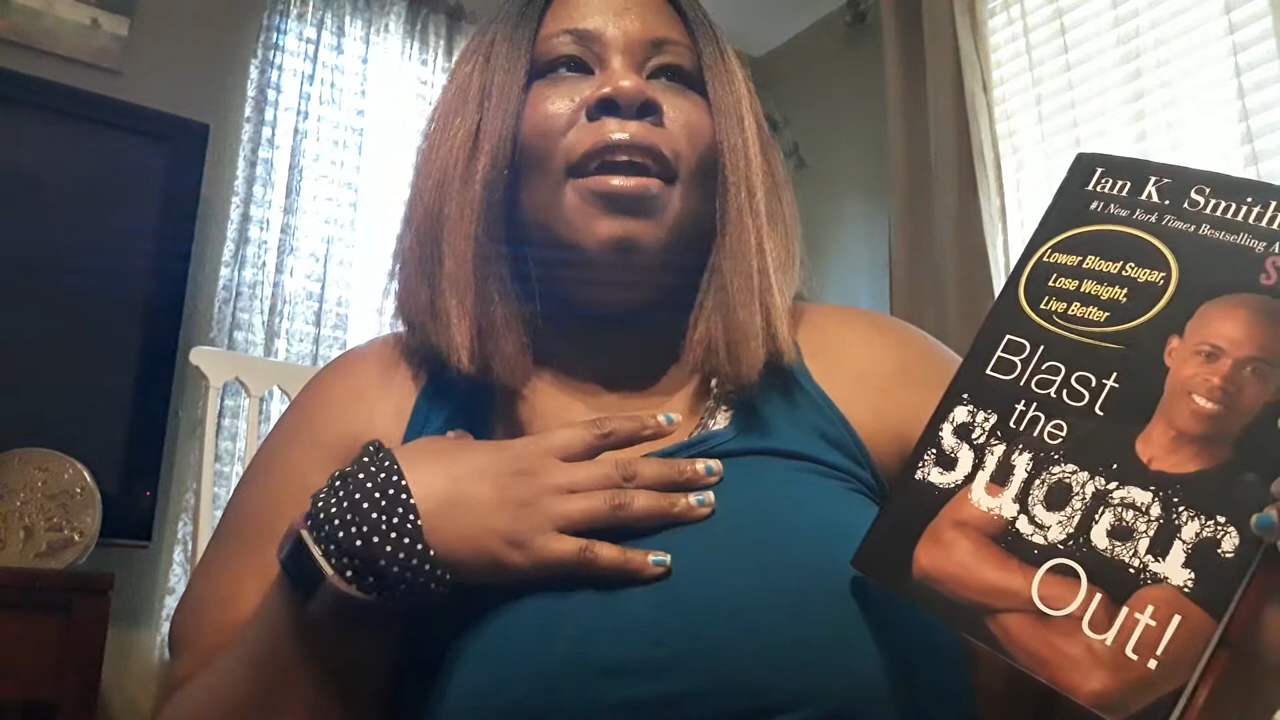 Ian K. Smith
#1 New York Times Bestselling A
S
Lower Blood Sugar,
Lose Weight,
Live Better
Blast
the
Sugar
Out!